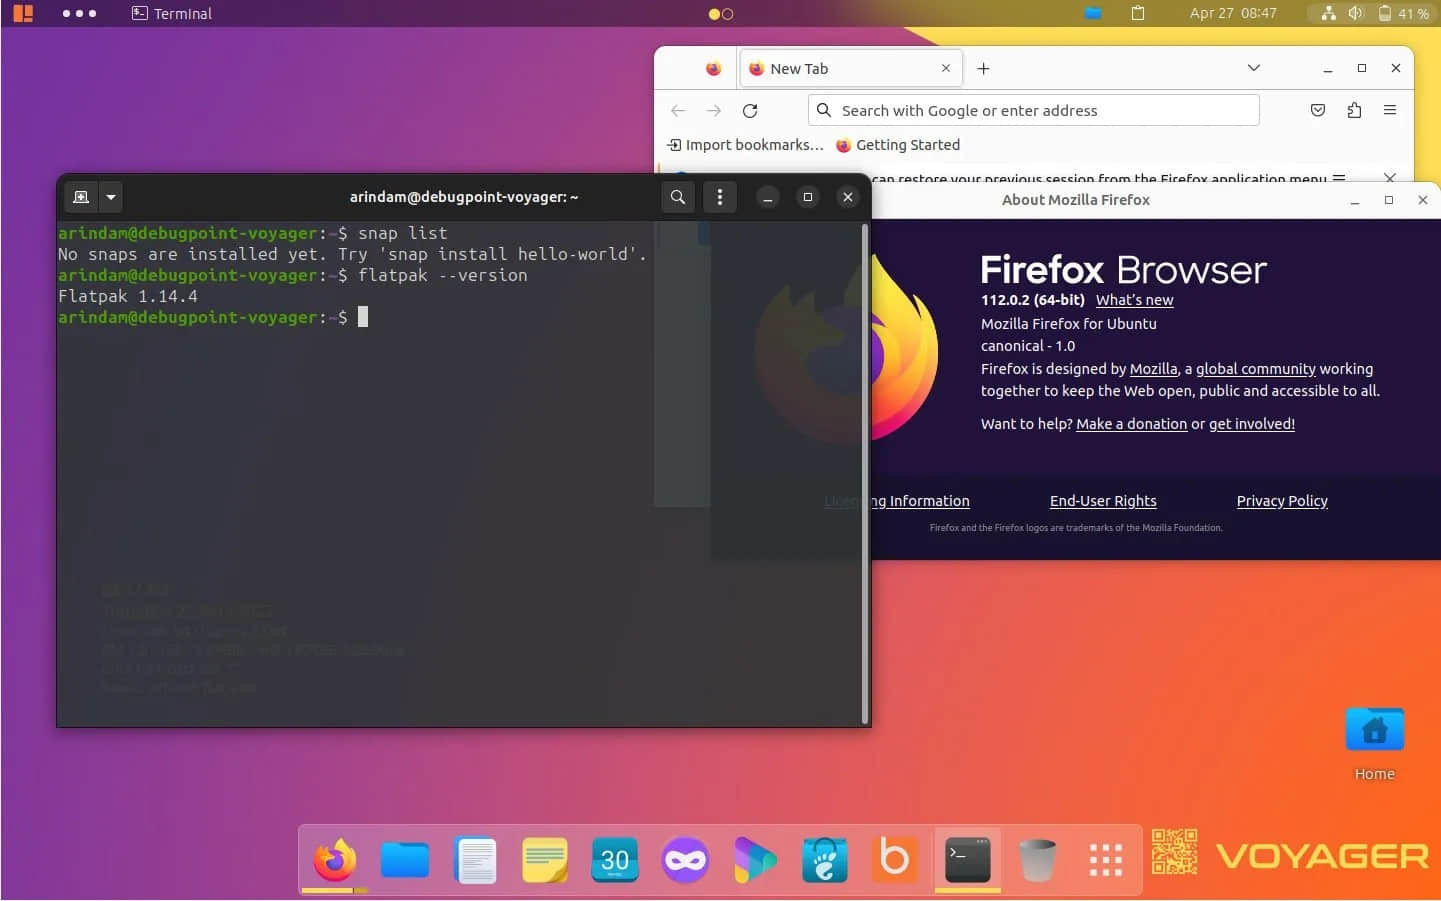 Terminal
Apr 27 08:47
41 %
New Tab
Search with Google or enter address
Import bookmarks...
Getting Started
can restore your previous session from the Firefox application menu
arindam@debugpoint-voyager: ~
arindam@debugpoint-voyager:~$ snap list
No snaps are installed yet. Try 'snap install hello-world'.
arindam@debugpoint-voyager:~$ flatpak --version
Flatpak 1.14.4
arindam@debugpoint-voyager:~$
About Mozilla Firefox
Firefox Browser
112.0.2 (64-bit) What's new
Mozilla Firefox for Ubuntu
canonical - 1.0
Firefox is designed by Mozilla, a global community working
together to keep the Web open, public and accessible to all.
Want to help? Make a donation or get involved!
Licensing Information End-User Rights Privacy Policy
Firefox and the Firefox logos are trademarks of the Mozilla Foundation.
Home
30
b
VOYAGER